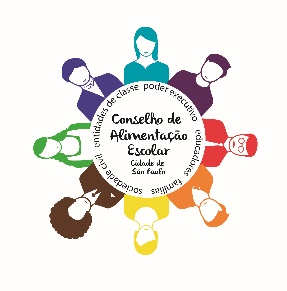 Conselho de
Alimentação
Escolar
Cidade de
São Paulo
poder executivo
educadores
famílias
sociedade civil
entidades de classe